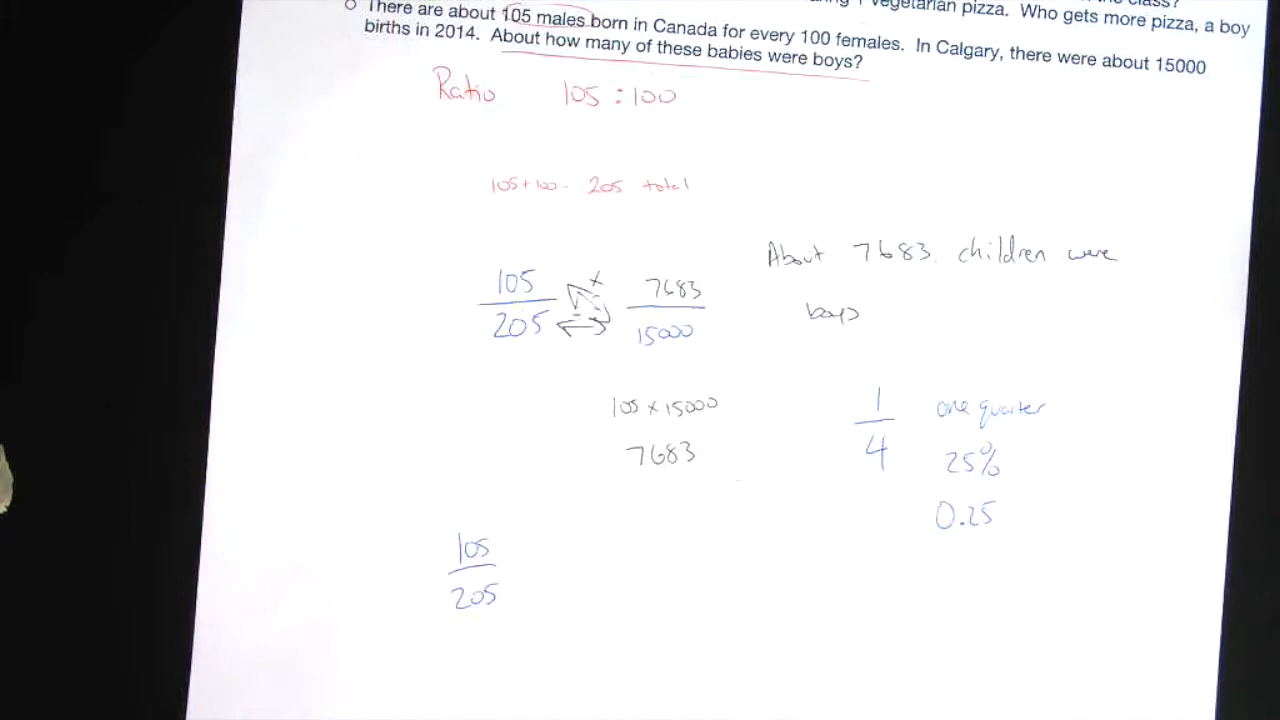 the class?
1 vegetarian pizza. Who gets more pizza, a boy
There are about 105 males born in Canada for every 100 females. In Calgary, there were about 15000
births in 2014. About how many of these babies were boys?
Ratio 105 : 100
105+100 = 205 total
About 7683 children were
boys
105 x 7683
205 15000
105 x 15000
7683
1 one quarter
4 25%
0.25
105
205